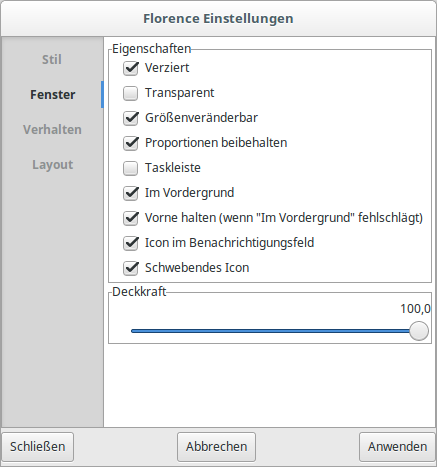 Florence Einstellungen
Stil
Fenster
Verhalten
Layout
Eigenschaften
Verziert
Transparent
Größenveränderbar
Proportionen beibehalten
Taskleiste
Im Vordergrund
Vorne halten (wenn "Im Vordergrund" fehlschlägt)
Icon im Benachrichtigungsfeld
Schwebendes Icon
Deckkraft
100,0
Schließen
Abbrechen
Anwenden